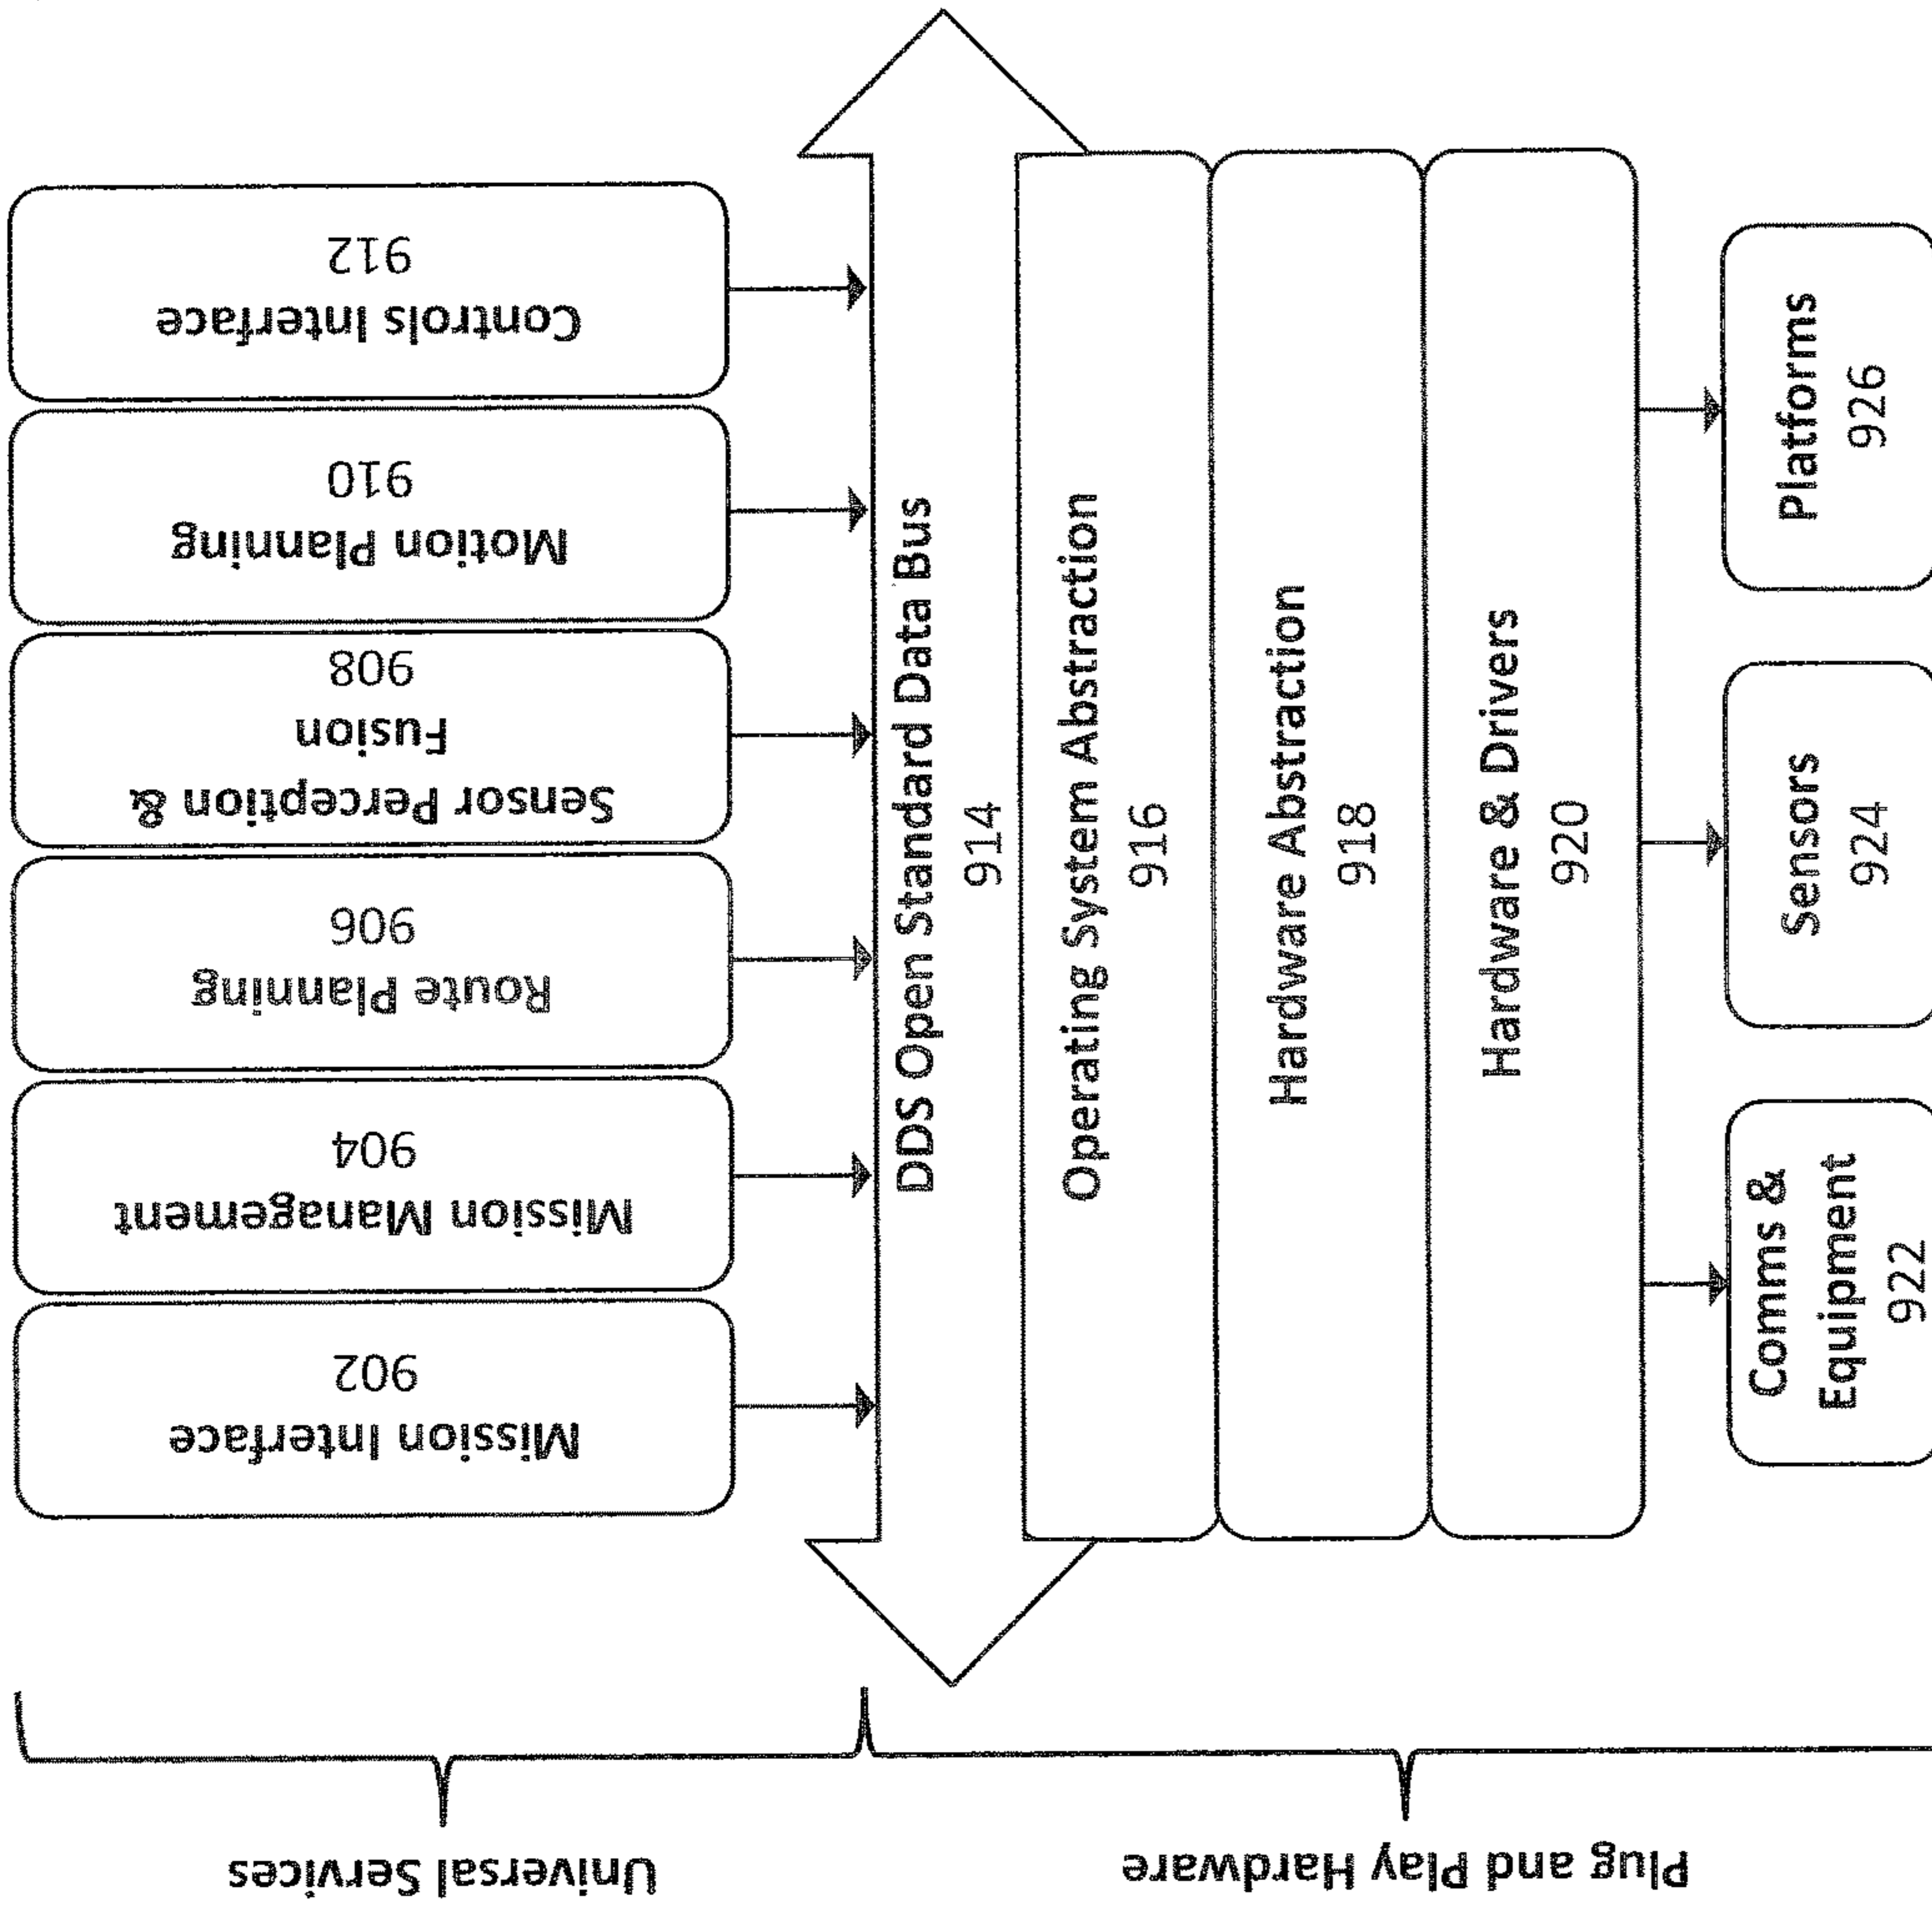 Universal Services
Mission Interface
902
Mission Management
904
Route Planning
906
Sensor Perception &
Fusion
908
Motion Planning
910
Controls Interface
912
Plug and Play Hardware
DDS Open Standard Data Bus
914
Operating System Abstraction
916
Hardware Abstraction
918
Hardware & Drivers
920
Comms &
Equipment
922
Sensors
924
Platforms
926